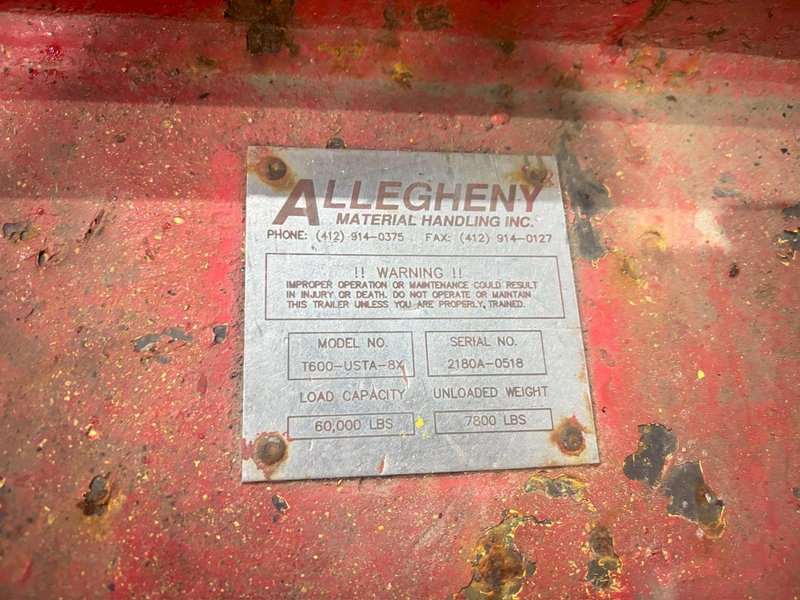 ALLEGHENY
MATERIAL HANDLING INC.
PHONE: (412) 914-0375 FAX: (412) 914-0127
!! WARNING !!
IMPROPER OPERATION OR MAINTENANCE COULD RESULT
IN INJURY OR DEATH. DO NOT OPERATE OR MAINTAIN
THIS TRAILER UNLESS YOU ARE PROPERLY, TRAINED.
MODEL NO. SERIAL NO.
T600-USTA-8X 2180A-0518
LOAD CAPACITY UNLOADED WEIGHT
60,000 LBS 7800 LBS